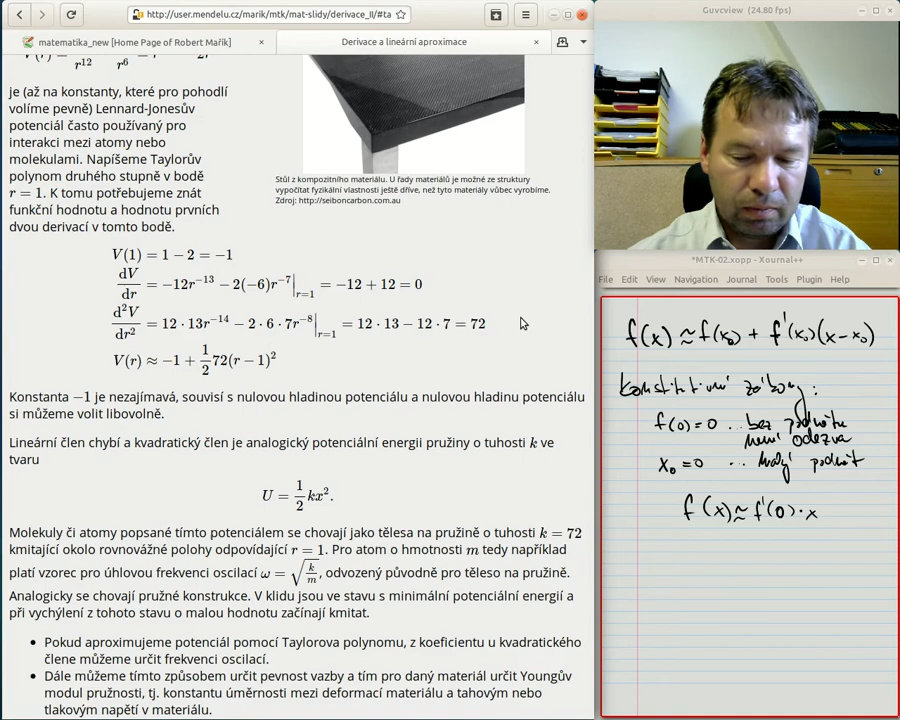 http://user.mendelu.cz/marik/mtk/mat-slidy/derivace_II/#ta
matematika_new [Home Page of Robert Mařík]
Derivace a lineární aproximace
je (až na konstanty, které pro pohodlí
volíme pevně) Lennard-Jonesův
potenciál často používaný pro
interakci mezi atomy nebo
molekulami. Napíšeme Taylorův
polynom druhého stupně v bodě
r = 1. K tomu potřebujeme znát
funkční hodnotu a hodnotu prvních
dvou derivací v tomto bodě.
Stůl z kompozitního materiálu. U řady materiálů je možné ze struktury
vypočítat fyzikální vlastnosti ještě dříve, než tyto materiály vůbec vyrobíme.
Zdroj: http://seiboncarbon.com.au
V(1) = 1 − 2 = −1
dV/dr = −12r⁻¹³ − 2(−6)r⁻⁷|r=1 = −12 + 12 = 0
d²V/dr² = 12 · 13r⁻¹⁴ − 2 · 6 · 7r⁻⁸|r=1 = 12 · 13 − 12 · 7 = 72
V(r) ≈ −1 + 1/2 72(r − 1)²
Konstanta −1 je nezajímavá, souvisí s nulovou hladinou potenciálu a nulovou hladinu potenciálu
si můžeme volit libovolně.
Lineární člen chybí a kvadratický člen je analogický potenciální energii pružiny o tuhosti k ve
tvaru
U = 1/2 kx².
Molekuly či atomy popsané tímto potenciálem se chovají jako tělesa na pružině o tuhosti k = 72
kmitající okolo rovnovážné polohy odpovídající r = 1. Pro atom o hmotnosti m tedy například
platí vzorec pro úhlovou frekvenci oscilací ω = √(k/m), odvozený původně pro těleso na pružině.
Analogicky se chovají pružné konstrukce. V klidu jsou ve stavu s minimální potenciální energií a
při vychýlení z tohoto stavu o malou hodnotu začínají kmitat.
• Pokud aproximujeme potenciál pomocí Taylorova polynomu, z koeficientu u kvadratického
členu můžeme určit frekvenci oscilací.
• Dále můžeme tímto způsobem určit pevnost vazby a tím pro daný materiál určit Youngův
modul pružnosti, tj. konstantu úměrnosti mezi deformací materiálu a tahovým nebo
tlakovým napětí v materiálu.
Guvcview (24.80 fps)
*MTK-02.xopp - Xournal++
File Edit View Navigation Journal Tools Plugin Help
f(x) ≈ f(x₀) + f'(x₀)(x−x₀)
Konstitutivní zákony:
f(0)=0 .. bez podnětu
není odezva
x₀=0 ... malý podnět
f(x) ≈ f'(0)·x